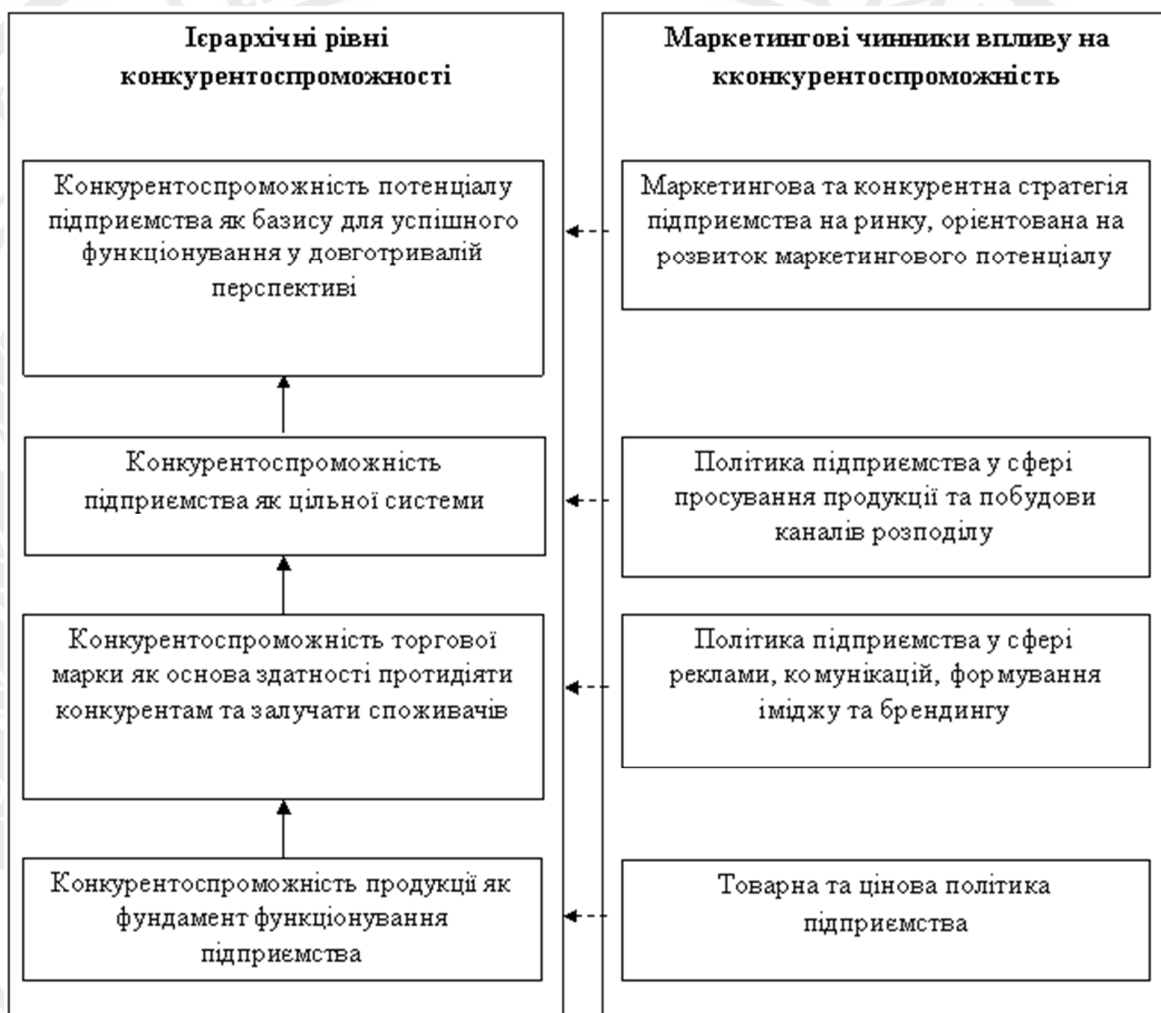 Ієрархічні рівні
конкурентоспроможності
Конкурентоспроможність потенціалу
підприємства як базису для успішного
функціонування у довготривалій
перспективі
Конкурентоспроможність
підприємства як цільної системи
Конкурентоспроможність торгової
марки як основа здатності протидіяти
конкурентам та залучати споживачів
Конкурентоспроможність продукції як
фундамент функціонування
підприємства
Маркетингові чинники впливу на
кконкурентоспроможність
Маркетингова та конкурентна стратегія
підприємства на ринку, орієнтована на
розвиток маркетингового потенціалу
Політика підприємства у сфері
просування продукції та побудови
каналів розподілу
Політика підприємства у сфері
реклами, комунікацій, формування
іміджу та брендингу
Товарна та цінова політика
підприємства